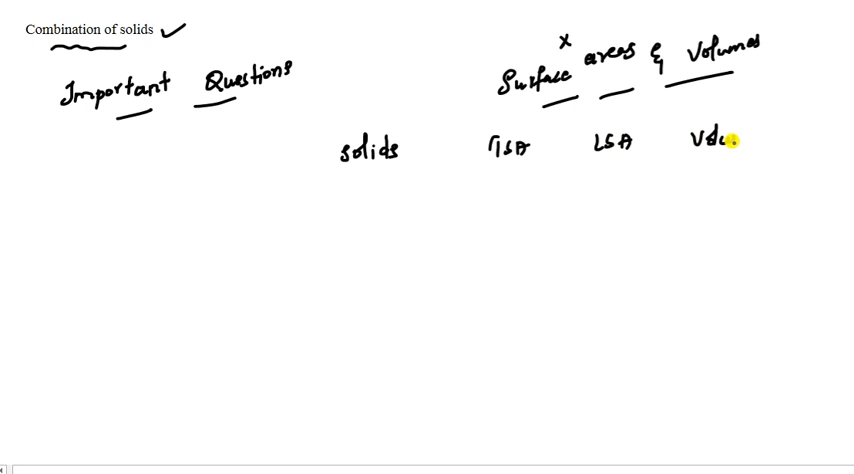 Combination of solids
x
Important Questions
Surface areas & Volumes
Solids TSA LSA